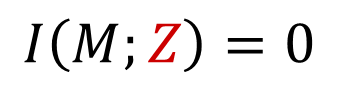 I(M; Z) = 0